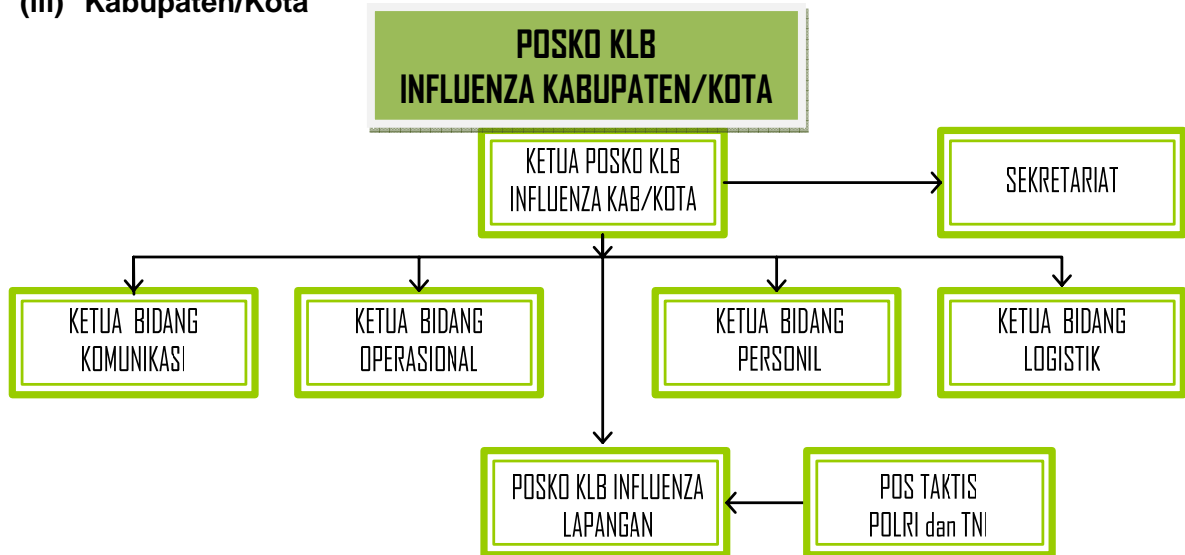 (iii) Kabupaten/Kota
POSKO KLB
INFLUENZA KABUPATEN/KOTA
KETUA POSKO KLB
INFLUENZA KAB/KOTA
SEKRETARIAT
KETUA BIDANG
KOMUNIKASI
KETUA BIDANG
OPERASIONAL
KETUA BIDANG
PERSONIL
KETUA BIDANG
LOGISTIK
POSKO KLB INFLUENZA
LAPANGAN
POS TAKTIS
POLRI dan TNI